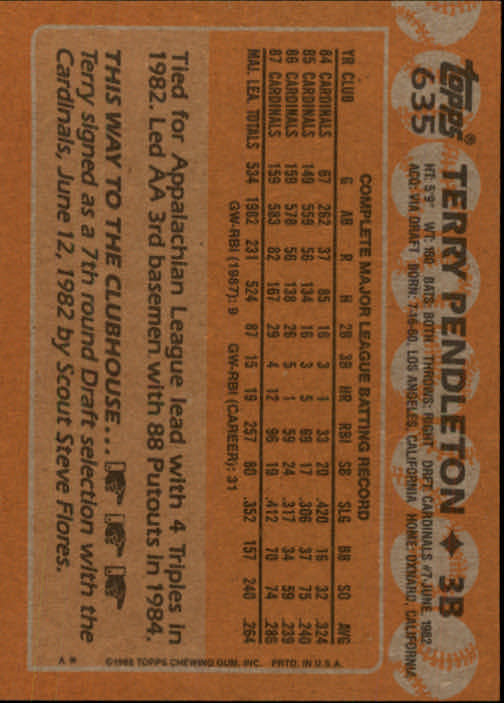 topps®
635
TERRY PENDLETON ♦ 3B
HT: 5'9" WT: 180 BATS: BOTH THROWS: RIGHT DRFT: CARDINALS #7-JUNE, 1982
ACQ: VIA DRAFT BORN: 7-16-60, LOS ANGELES, CALIFORNIA HOME: OXNARD, CALIFORNIA
COMPLETE MAJOR LEAGUE BATTING RECORD
YR CLUB G AB R H 2B 3B HR RBI SB SLG BB SO AVG
84 CARDINALS 67 262 37 85 16 3 1 33 20 .420 16 32 .324
85 CARDINALS 149 559 56 134 16 3 5 69 17 .306 37 75 .240
86 CARDINALS 159 578 56 138 26 5 1 59 24 .317 34 59 .239
87 CARDINALS 159 583 82 167 29 4 12 96 19 .412 70 74 .286
MAJ. LEA. TOTALS 534 1982 231 524 87 15 19 257 80 .352 157 240 .264
GW-RBI (1987): 9 GW-RBI (CAREER): 31
Tied for Appalachian League lead with 4 Triples in
1982. Led AA 3rd basemen with 88 Putouts in 1984.
THIS WAY TO THE CLUBHOUSE...
Terry signed as a 7th round Draft selection with the
Cardinals, June 12, 1982 by Scout Steve Flores.
A* ©1988 TOPPS CHEWING GUM, INC. PRTD. IN U.S.A.